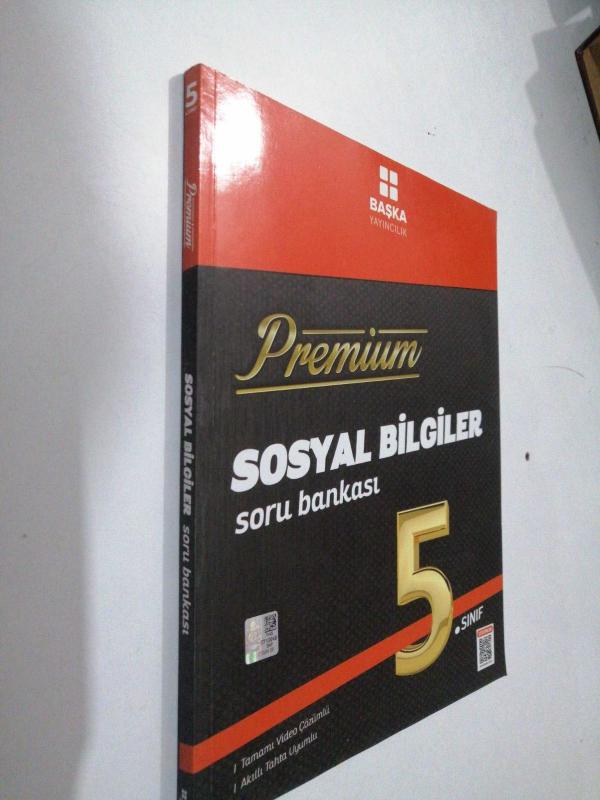 5
Premium
SOSYAL BİLGİLER soru bankası
BAŞKA
YAYINCILIK
Premium
SOSYAL BİLGİLER
soru bankası
5
.SINIF
| Tamamı Video Çözümlü
| Akıllı Tahta Uyumlu